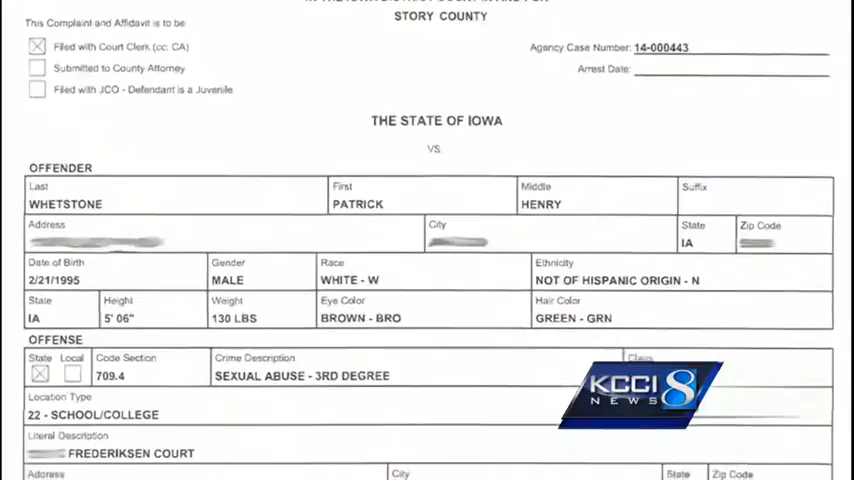 STORY COUNTY
This Complaint and Affidavit is to be:
Filed with Court Clerk (cc: CA)
Submitted to County Attorney
Filed with JCO - Defendant is a Juvenile
Agency Case Number: 14-000443
Arrest Date:
THE STATE OF IOWA
VS.
OFFENDER
Last First Middle Suffix
WHETSTONE PATRICK HENRY
Address City State Zip Code
IA
Date of Birth Gender Race Ethnicity
2/21/1995 MALE WHITE - W NOT OF HISPANIC ORIGIN - N
State Height Weight Eye Color Hair Color
IA 5' 06" 130 LBS BROWN - BRO GREEN - GRN
OFFENSE
State Local Code Section Crime Description Class
709.4 SEXUAL ABUSE - 3RD DEGREE
KCCI 8
NEWS
Location Type
22 - SCHOOL/COLLEGE
Literal Description
FREDERIKSEN COURT
Address City State Zip Code